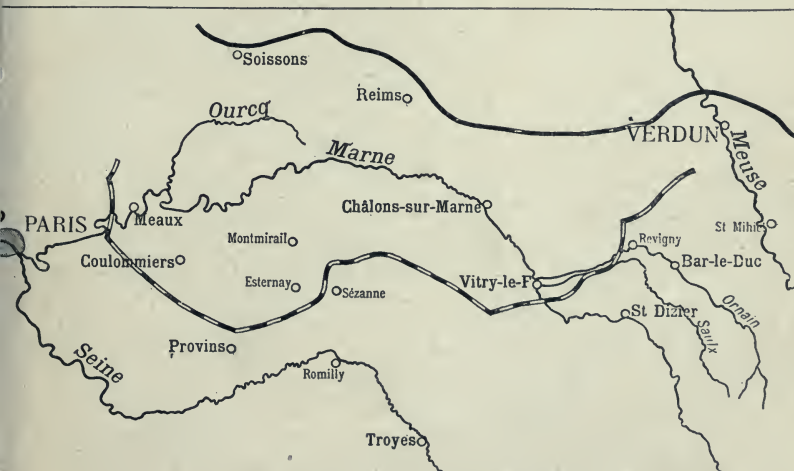 Soissons
Reims
Ourcq
VERDUN
Meuse
Marne
Châlons-sur-Marne
Meaux
PARIS
St Mihiel
Montmirail
Revigny
Coulommiers
Bar-le-Duc
Esternay
Sézanne
Vitry-le-F
Ornain
St Dizier
Saulx
Provins
Seine
Romilly
Troyes